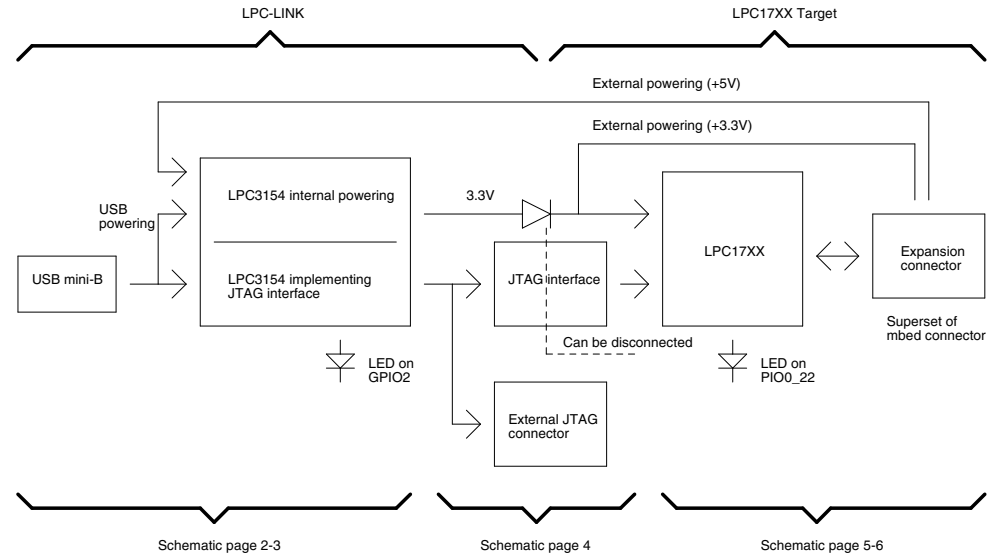 LPC-LINK
LPC17XX Target
External powering (+5V)
External powering (+3.3V)
LPC3154 internal powering
3.3V
USB
powering
LPC17XX
Expansion
connector
USB mini-B
LPC3154 implementing
JTAG interface
JTAG interface
Superset of
mbed connector
Can be disconnected
LED on
GPIO2
LED on
PIO0_22
External JTAG
connector
Schematic page 2-3
Schematic page 4
Schematic page 5-6